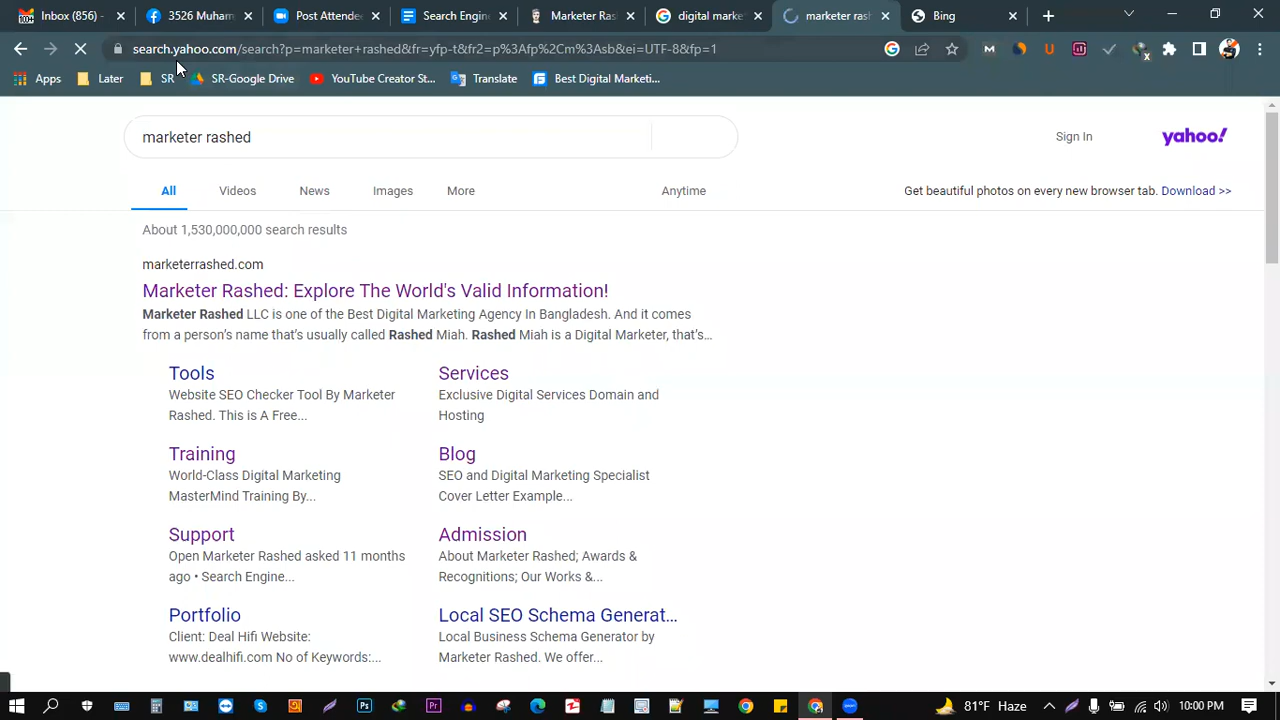 Inbox (856) -
3526 Muham
Post Attende
Search Engin
Marketer Ras
digital marke
marketer rash
Bing
search.yahoo.com/search?p=marketer+rashed&fr=yfp-t&fr2=p%3Afp%2Cm%3Asb&ei=UTF-8&fp=1
Apps
Later
SR
SR-Google Drive
YouTube Creator St...
Translate
Best Digital Marketi...
marketer rashed
Sign In
yahoo!
All
Videos
News
Images
More
Anytime
Get beautiful photos on every new browser tab. Download >>
About 1,530,000,000 search results
marketerrashed.com
Marketer Rashed: Explore The World's Valid Information!
Marketer Rashed LLC is one of the Best Digital Marketing Agency In Bangladesh. And it comes
from a person's name that's usually called Rashed Miah. Rashed Miah is a Digital Marketer, that's...
Tools
Website SEO Checker Tool By Marketer
Rashed. This is A Free...
Services
Exclusive Digital Services Domain and
Hosting
Training
World-Class Digital Marketing
MasterMind Training By...
Blog
SEO and Digital Marketing Specialist
Cover Letter Example...
Support
Open Marketer Rashed asked 11 months
ago • Search Engine...
Admission
About Marketer Rashed; Awards &
Recognitions; Our Works &...
Portfolio
Client: Deal Hifi Website:
www.dealhifi.com No of Keywords:...
Local SEO Schema Generat...
Local Business Schema Generator by
Marketer Rashed. We offer...
81°F Haze
10:00 PM